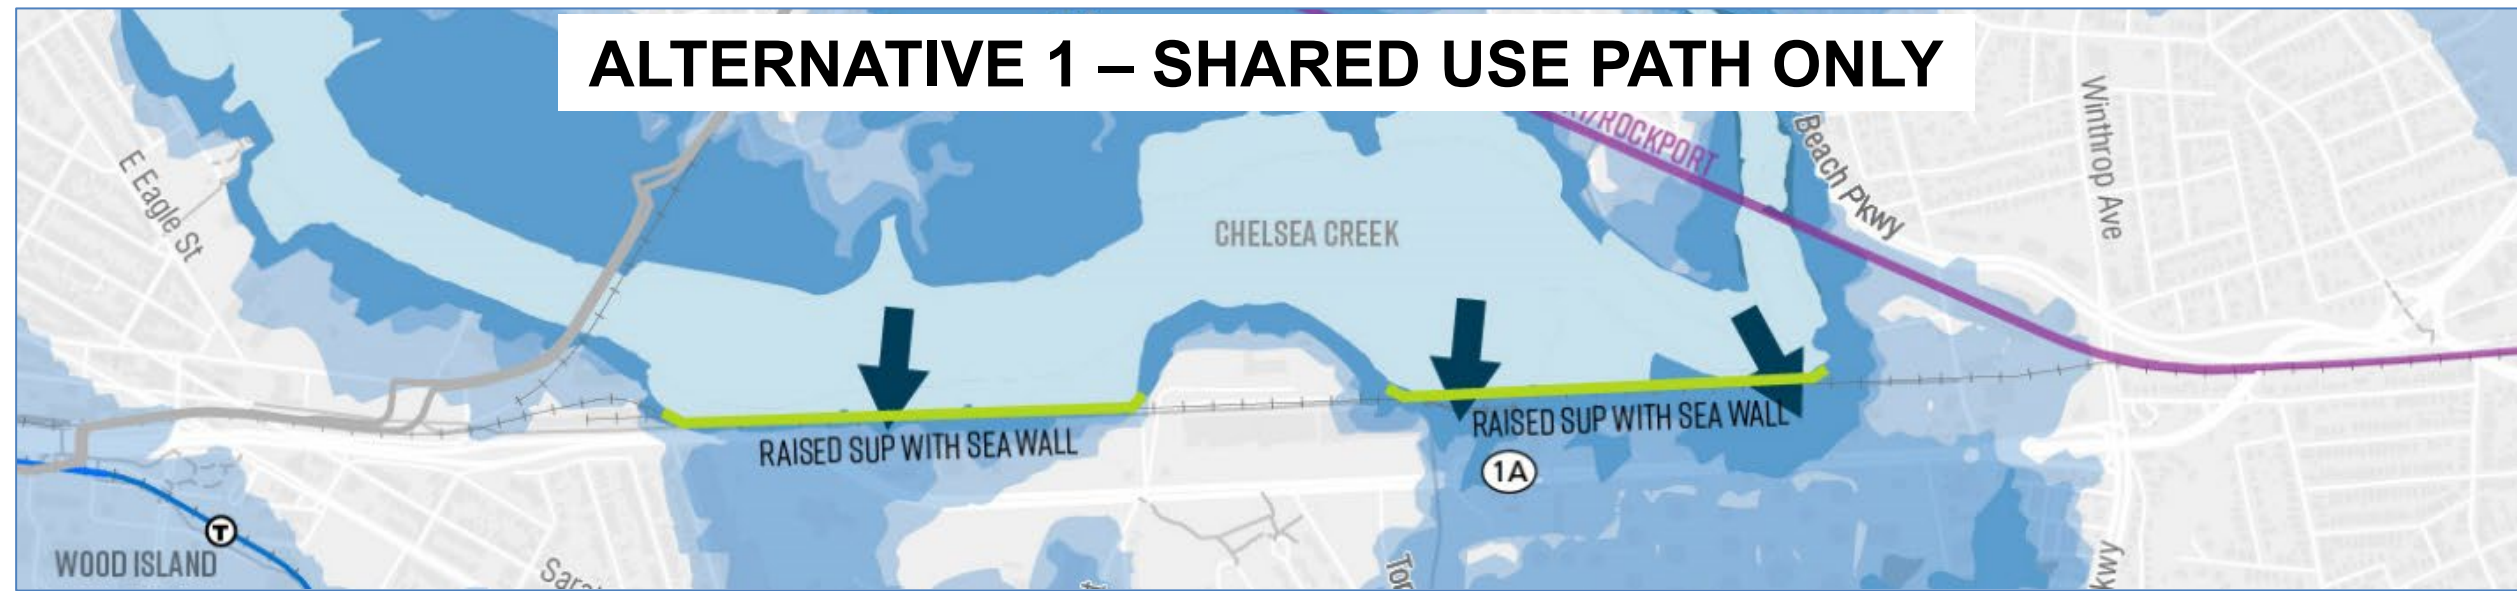 ALTERNATIVE 1 – SHARED USE PATH ONLY
/ROCKPORT
Beach Pkwy
Winthrop Ave
E Eagle St
CHELSEA CREEK
RAISED SUP WITH SEA WALL
RAISED SUP WITH SEA WALL
1A
T
WOOD ISLAND